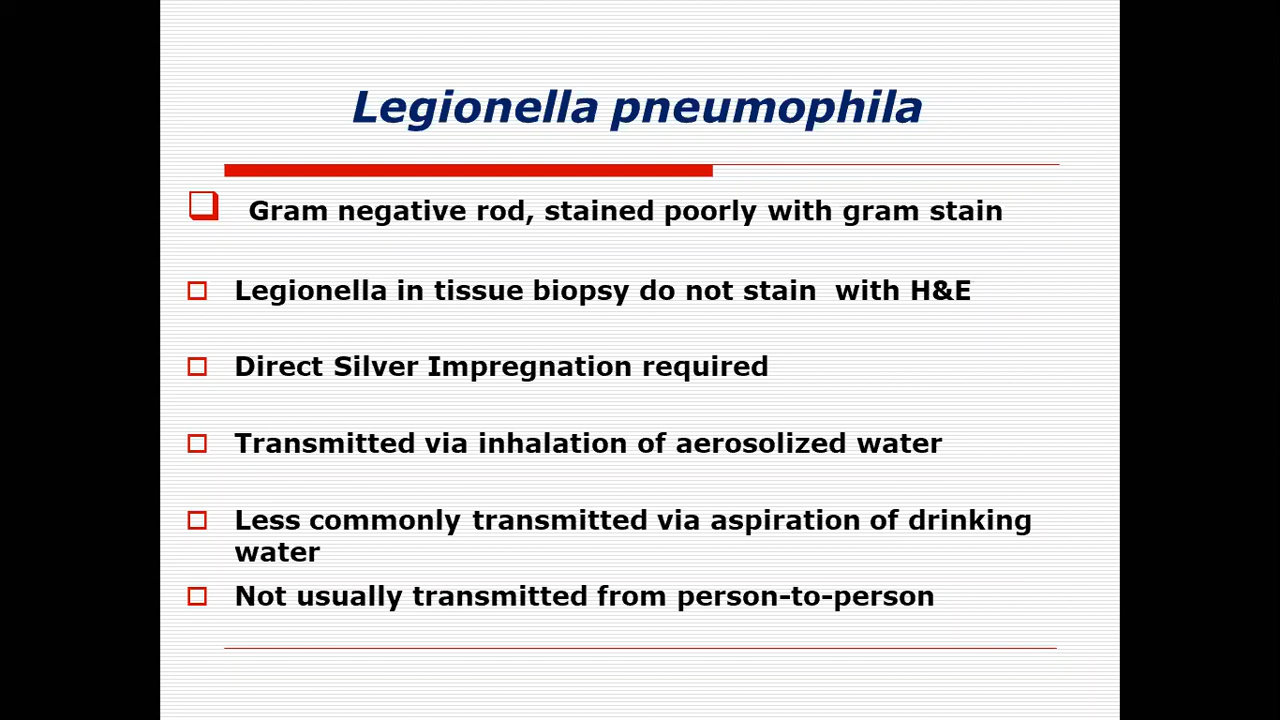 Legionella pneumophila
Gram negative rod, stained poorly with gram stain
Legionella in tissue biopsy do not stain  with H&E
Direct Silver Impregnation required
Transmitted via inhalation of aerosolized water
Less commonly transmitted via aspiration of drinking
water
Not usually transmitted from person-to-person